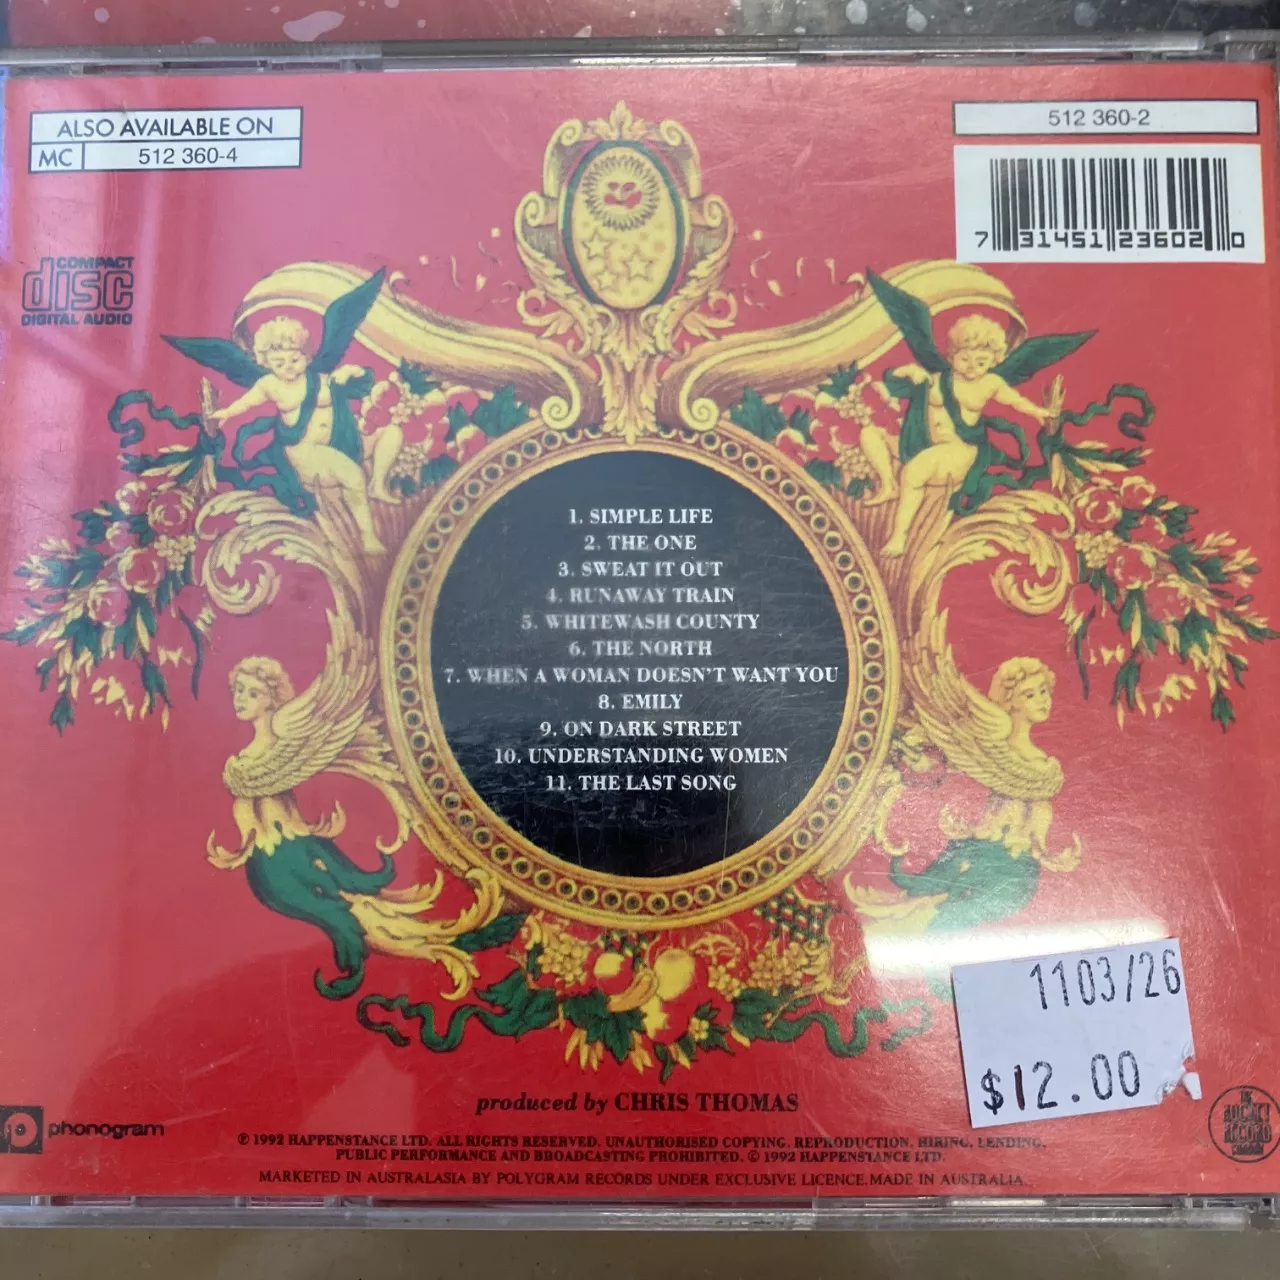 ALSO AVAILABLE ON
MC 512 360-4
512 360-2
7 31451 23602 0
COMPACT
disc
DIGITAL AUDIO
1. SIMPLE LIFE
2. THE ONE
3. SWEAT IT OUT
4. RUNAWAY TRAIN
5. WHITEWASH COUNTY
6. THE NORTH
7. WHEN A WOMAN DOESN'T WANT YOU
8. EMILY
9. ON DARK STREET
10. UNDERSTANDING WOMEN
11. THE LAST SONG
1103/26
$12.00
produced by CHRIS THOMAS
p phonogram
℗ 1992 HAPPENSTANCE LTD. ALL RIGHTS RESERVED. UNAUTHORISED COPYING. REPRODUCTION. HIRING, LENDING.
PUBLIC PERFORMANCE AND BROADCASTING PROHIBITED. © 1992 HAPPENSTANCE LTD.
MARKETED IN AUSTRALASIA BY POLYGRAM RECORDS UNDER EXCLUSIVE LICENCE.MADE IN AUSTRALIA.
ROCKET
RECORD